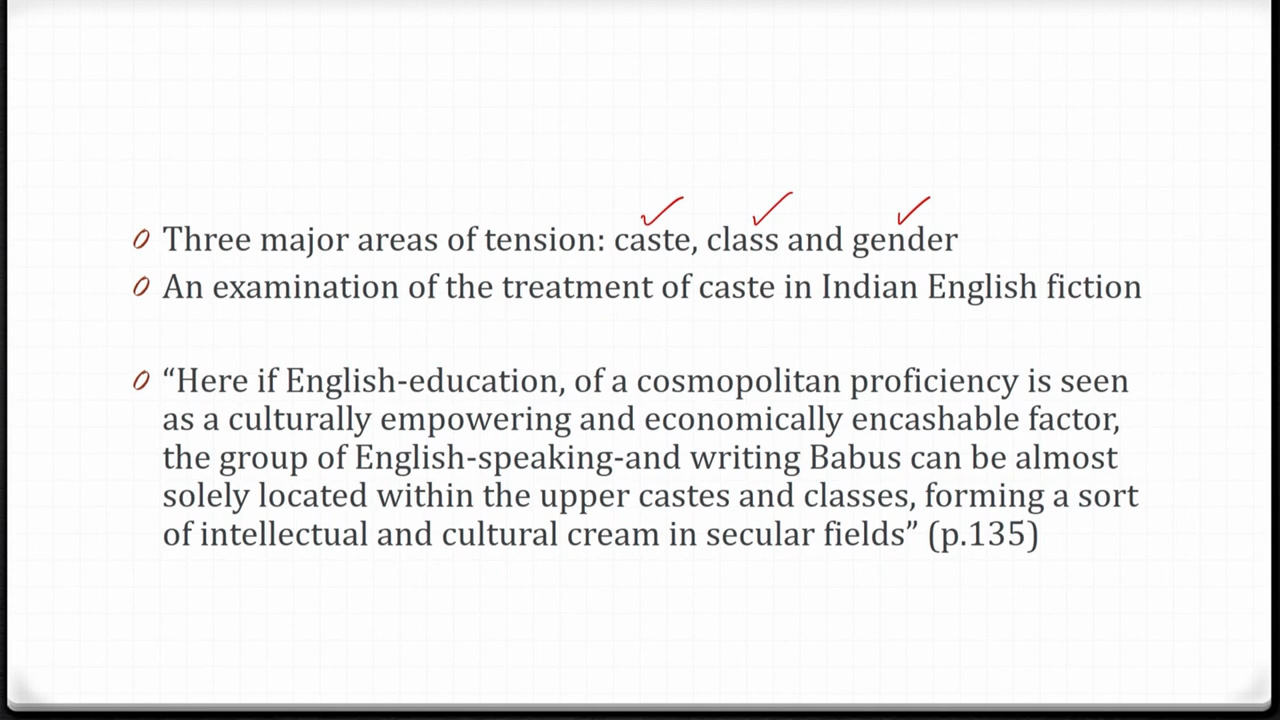 Three major areas of tension: caste, class and gender
An examination of the treatment of caste in Indian English fiction
“Here if English-education, of a cosmopolitan proficiency is seen
as a culturally empowering and economically encashable factor,
the group of English-speaking-and writing Babus can be almost
solely located within the upper castes and classes, forming a sort
of intellectual and cultural cream in secular fields” (p.135)